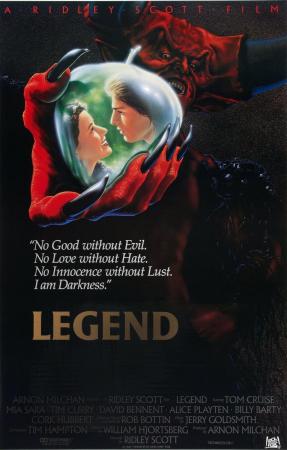 A RIDLEY SCOTT FILM
“No Good without Evil.
No Love without Hate.
No Innocence without Lust.
I am Darkness.”
LEGEND
ARNON MILCHAN RIDLEY SCOTT LEGEND TOM CRUISE
MIA SARA TIM CURRY DAVID BENNENT ALICE PLAYTEN BILLY BARTY
CORK HUBBERT ROB BOTTIN JERRY GOLDSMITH
TIM HAMPTON WILLIAM HJORTSBERG ARNON MILCHAN
RIDLEY SCOTT
FOX